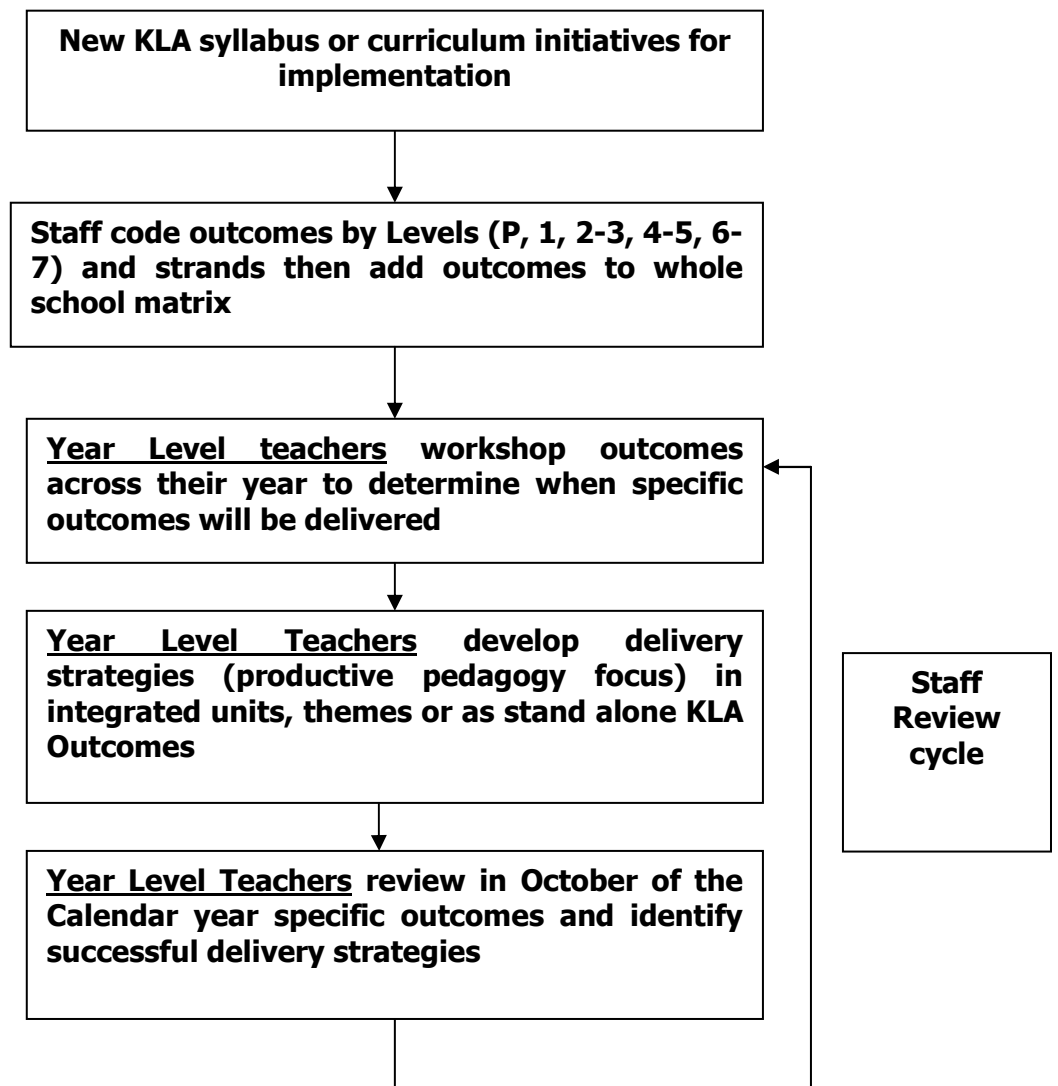 New KLA syllabus or curriculum initiatives for
implementation
Staff code outcomes by Levels (P, 1, 2-3, 4-5, 6-
7) and strands then add outcomes to whole
school matrix
Year Level teachers workshop outcomes
across their year to determine when specific
outcomes will be delivered
Year Level Teachers develop delivery
strategies (productive pedagogy focus) in
integrated units, themes or as stand alone KLA
Outcomes
Staff
Review
cycle
Year Level Teachers review in October of the
Calendar year specific outcomes and identify
successful delivery strategies